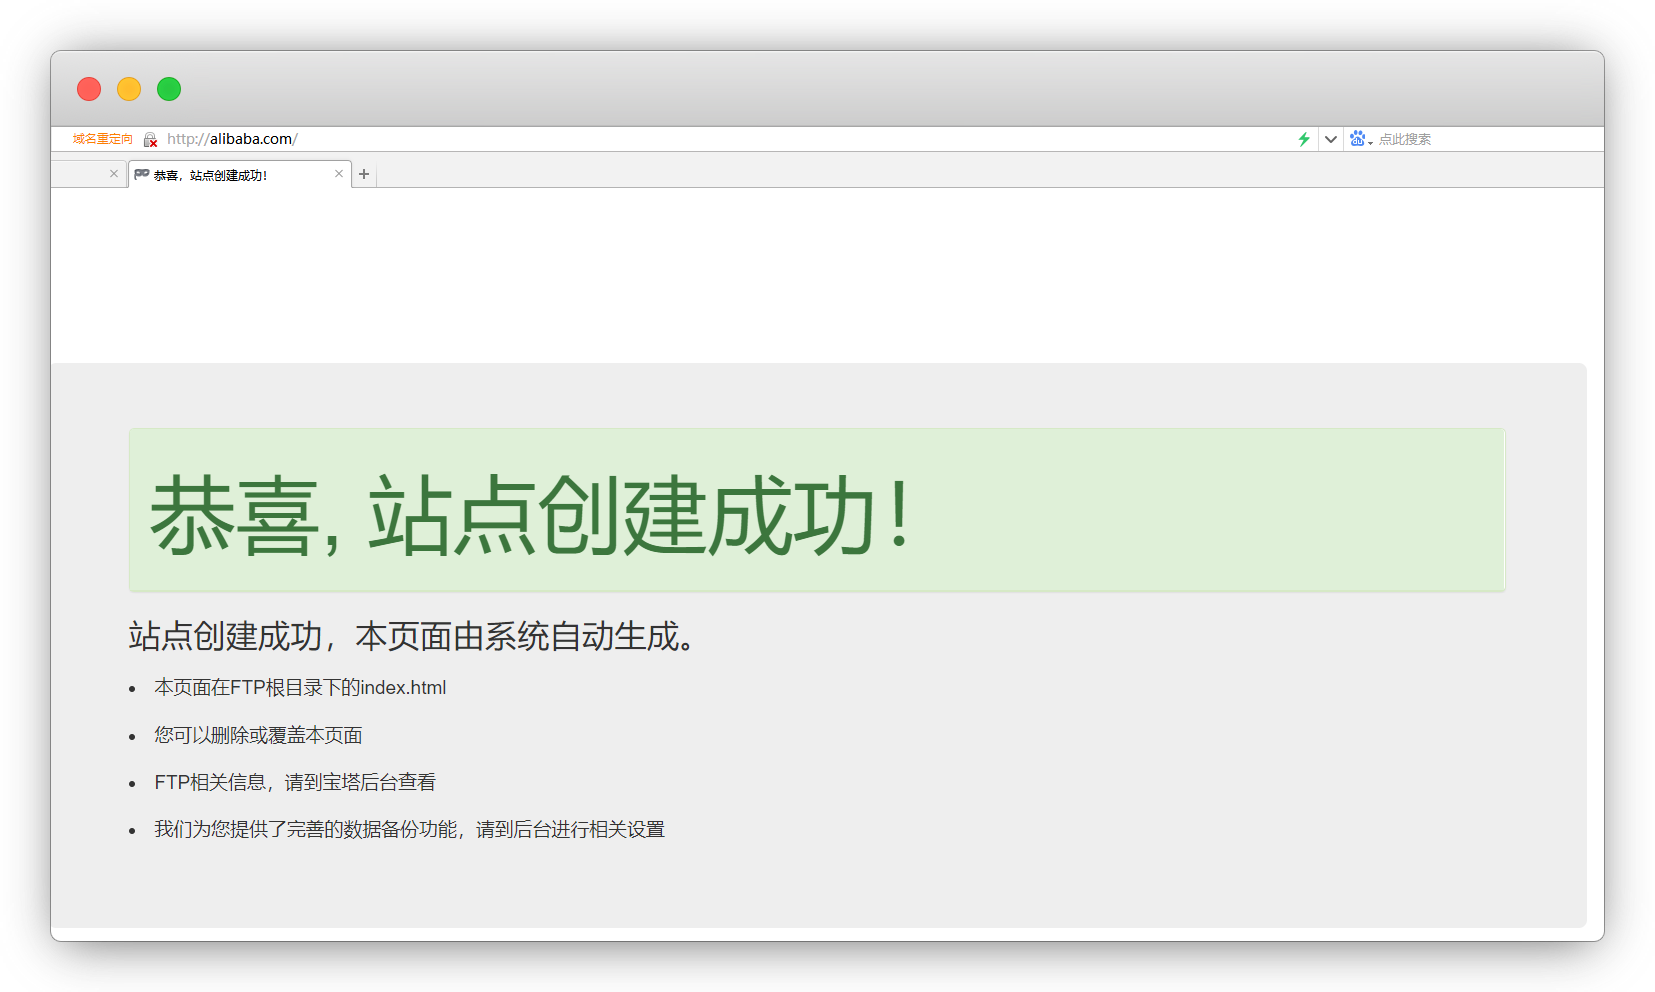 域名重定向 http://alibaba.com/ 点此搜索
恭喜，站点创建成功！
恭喜, 站点创建成功！
站点创建成功，本页面由系统自动生成。
本页面在FTP根目录下的index.html
您可以删除或覆盖本页面
FTP相关信息，请到宝塔后台查看
我们为您提供了完善的数据备份功能，请到后台进行相关设置